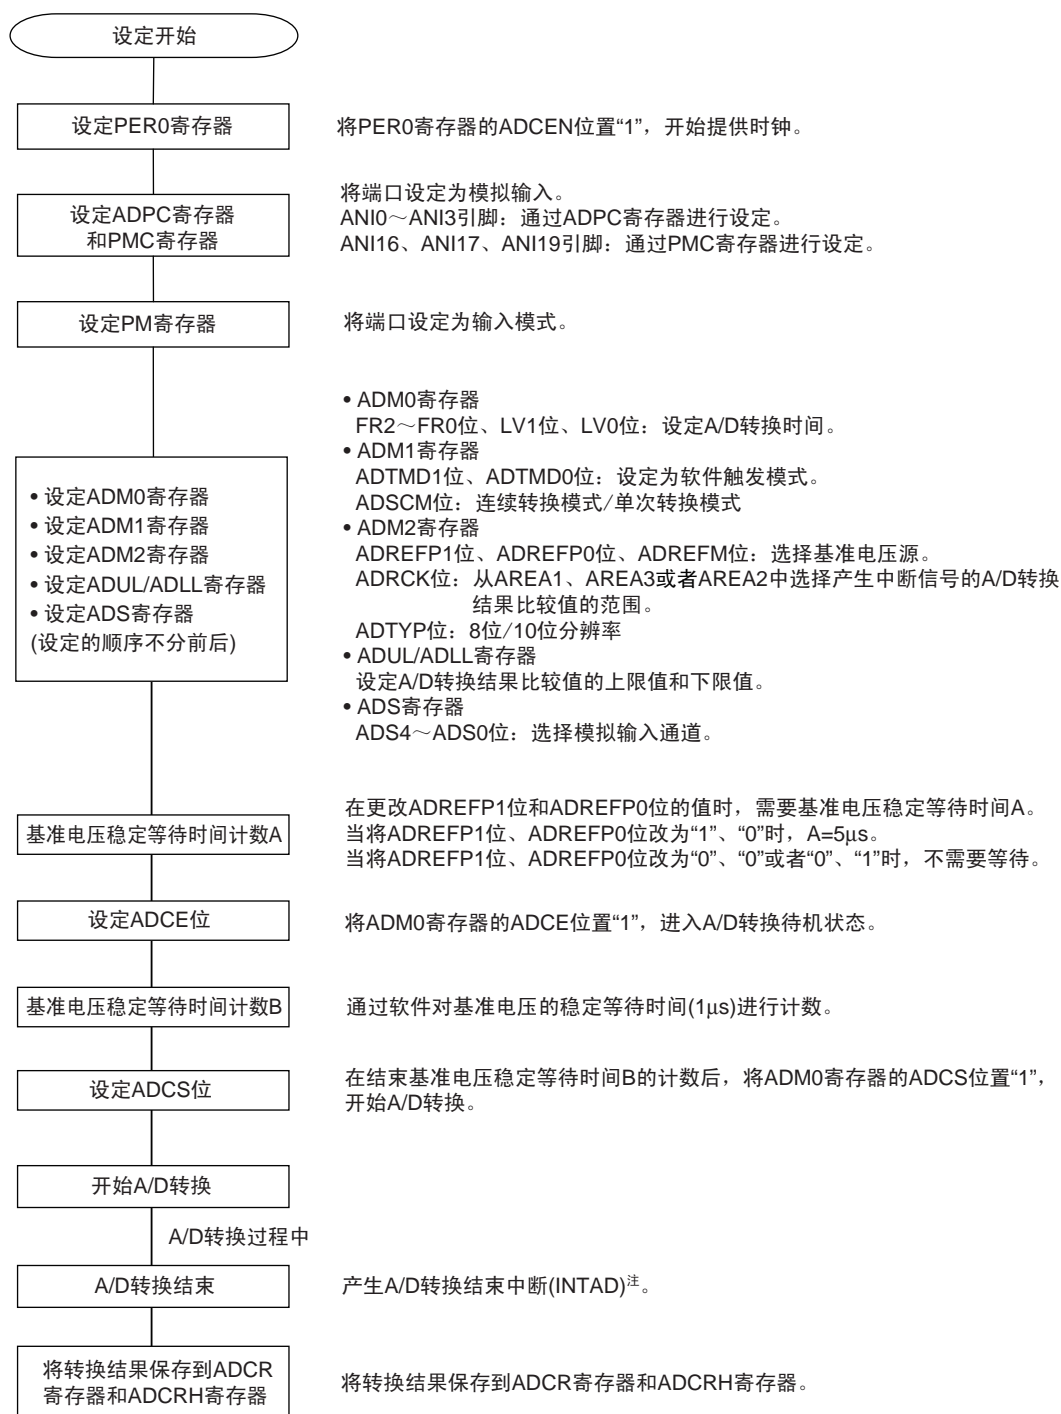 设定开始
设定PER0寄存器
将PER0寄存器的ADCEN位置“1”，开始提供时钟。
设定ADPC寄存器
和PMC寄存器
将端口设定为模拟输入。
ANI0～ANI3引脚：通过ADPC寄存器进行设定。
ANI16、ANI17、ANI19引脚：通过PMC寄存器进行设定。
设定PM寄存器
将端口设定为输入模式。
• 设定ADM0寄存器
• 设定ADM1寄存器
• 设定ADM2寄存器
• 设定ADUL/ADLL寄存器
• 设定ADS寄存器
(设定的顺序不分前后)
• ADM0寄存器
FR2～FR0位、LV1位、LV0位：设定A/D转换时间。
• ADM1寄存器
ADTMD1位、ADTMD0位：设定为软件触发模式。
ADSCM位：连续转换模式/单次转换模式
• ADM2寄存器
ADREFP1位、ADREFP0位、ADREFM位：选择基准电压源。
ADRCK位：从AREA1、AREA3或者AREA2中选择产生中断信号的A/D转换
结果比较值的范围。
ADTYP位：8位/10位分辨率
• ADUL/ADLL寄存器
设定A/D转换结果比较值的上限值和下限值。
• ADS寄存器
ADS4～ADS0位：选择模拟输入通道。
基准电压稳定等待时间计数A
在更改ADREFP1位和ADREFP0位的值时，需要基准电压稳定等待时间A。
当将ADREFP1位、ADREFP0位改为“1”、“0”时，A=5μs。
当将ADREFP1位、ADREFP0位改为“0”、“0”或者“0”、“1”时，不需要等待。
设定ADCE位
将ADM0寄存器的ADCE位置“1”，进入A/D转换待机状态。
基准电压稳定等待时间计数B
通过软件对基准电压的稳定等待时间(1μs)进行计数。
设定ADCS位
在结束基准电压稳定等待时间B的计数后，将ADM0寄存器的ADCS位置“1”，
开始A/D转换。
开始A/D转换
A/D转换过程中
A/D转换结束
产生A/D转换结束中断(INTAD)注。
将转换结果保存到ADCR
寄存器和ADCRH寄存器
将转换结果保存到ADCR寄存器和ADCRH寄存器。